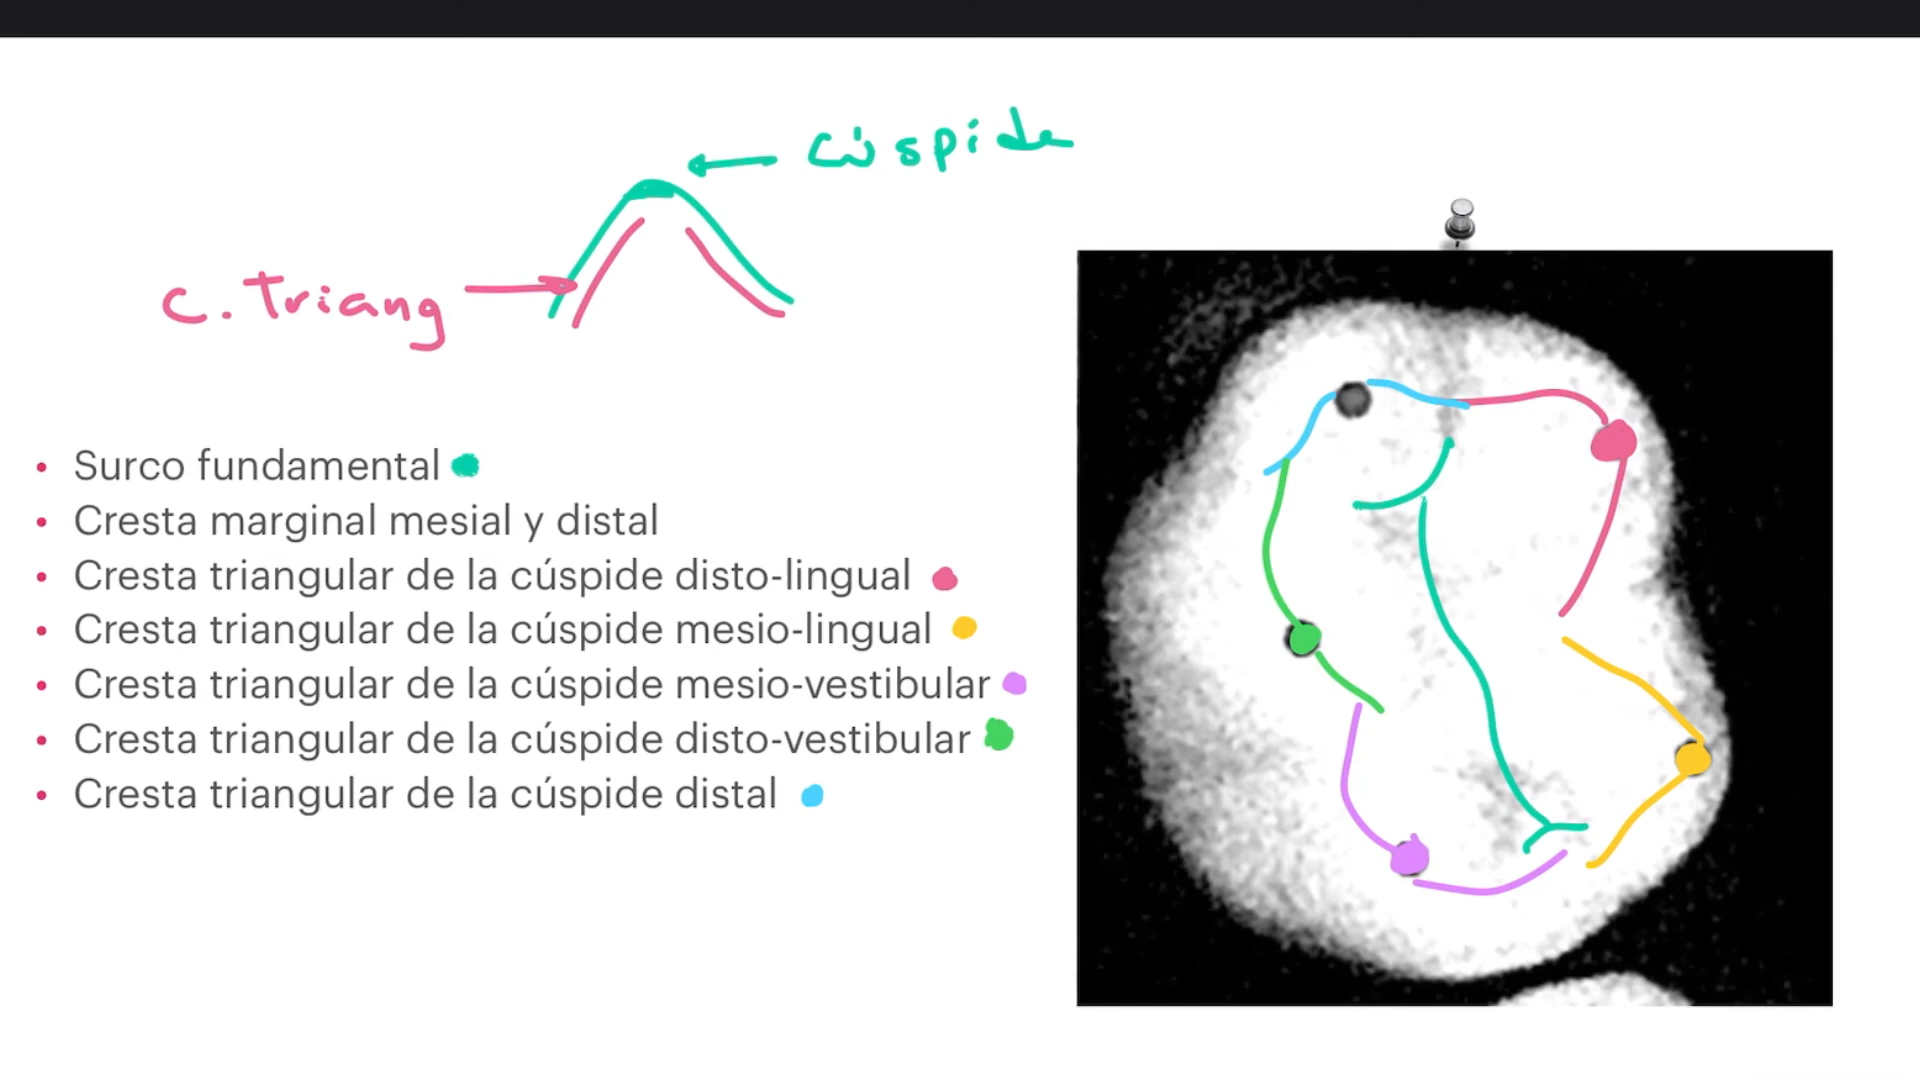 Cúspide
C. Triang
• Surco fundamental
• Cresta marginal mesial y distal
• Cresta triangular de la cúspide disto-lingual
• Cresta triangular de la cúspide mesio-lingual
• Cresta triangular de la cúspide mesio-vestibular
• Cresta triangular de la cúspide disto-vestibular
• Cresta triangular de la cúspide distal